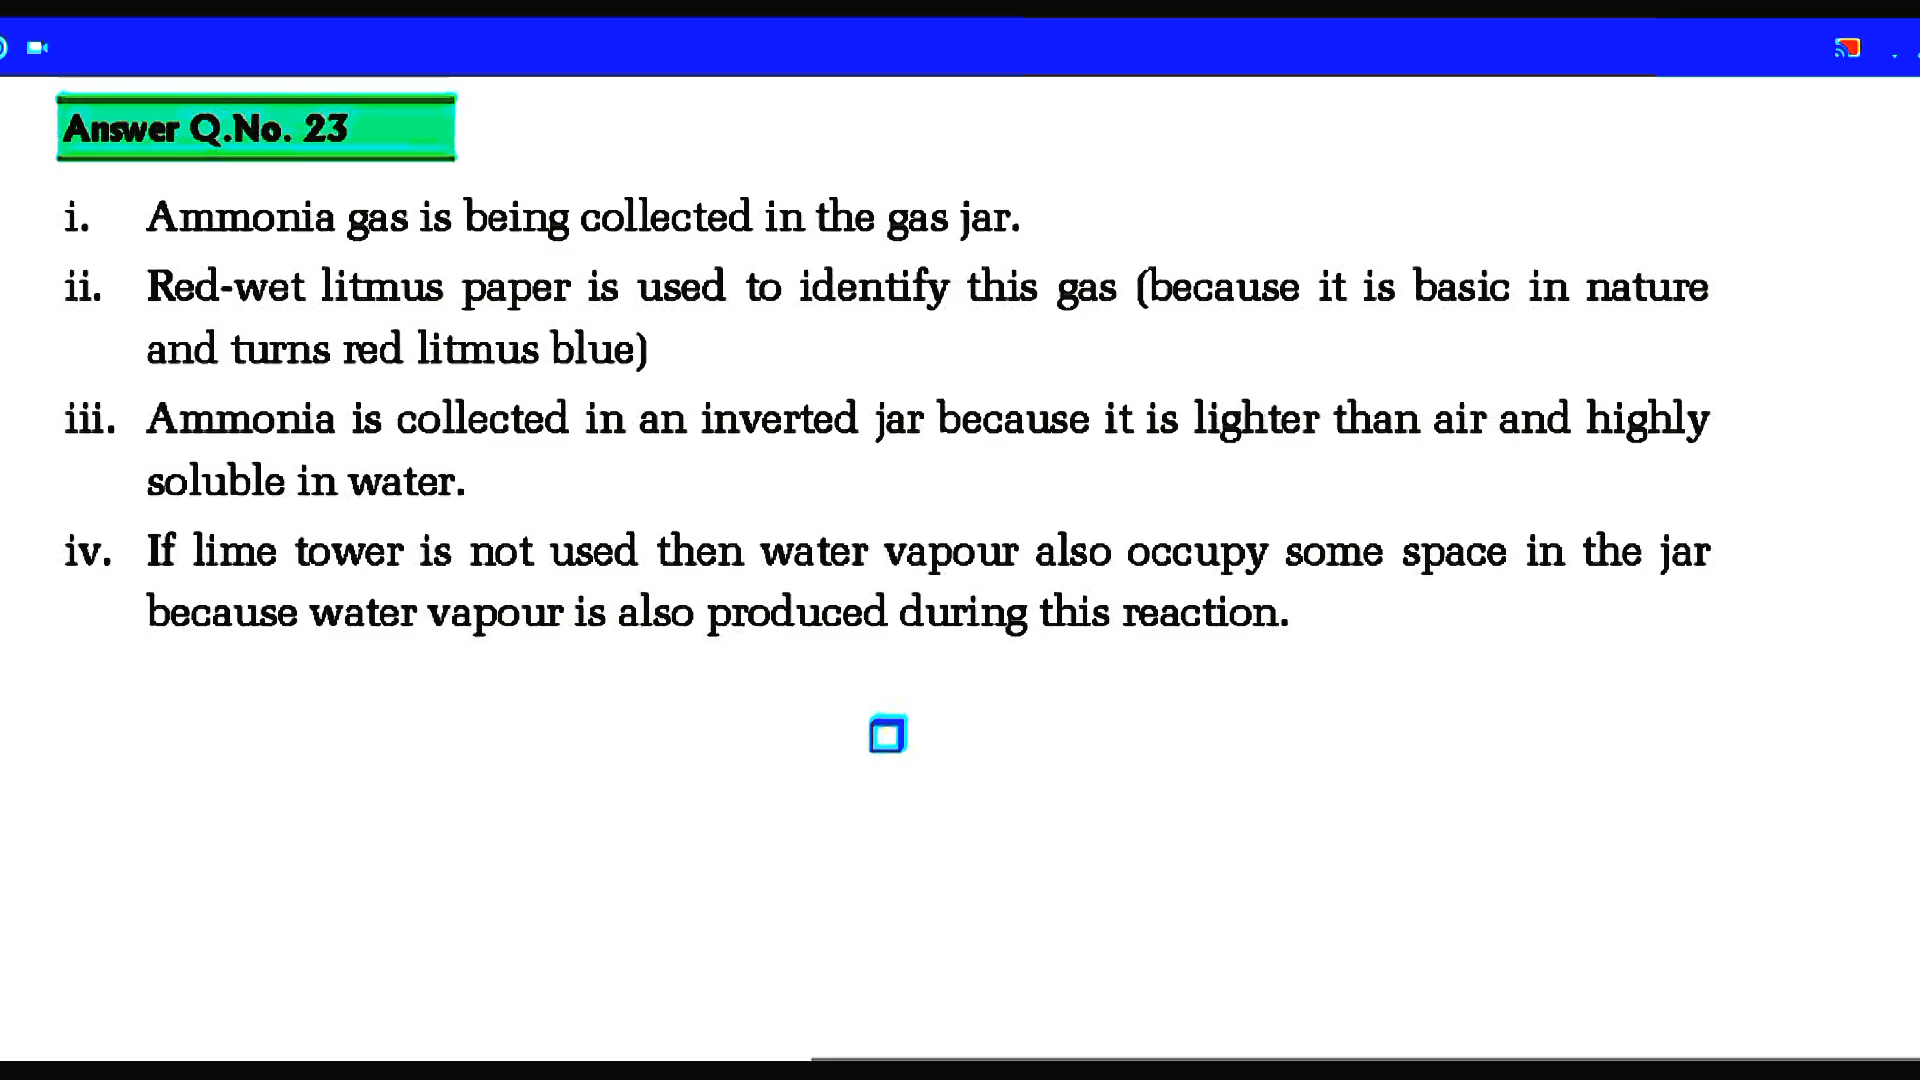 Answer Q.No. 23
i. Ammonia gas is being collected in the gas jar.
ii. Red-wet litmus paper is used to identify this gas (because it is basic in nature
and turns red litmus blue)
iii. Ammonia is collected in an inverted jar because it is lighter than air and highly
soluble in water.
iv. If lime tower is not used then water vapour also occupy some space in the jar
because water vapour is also produced during this reaction.